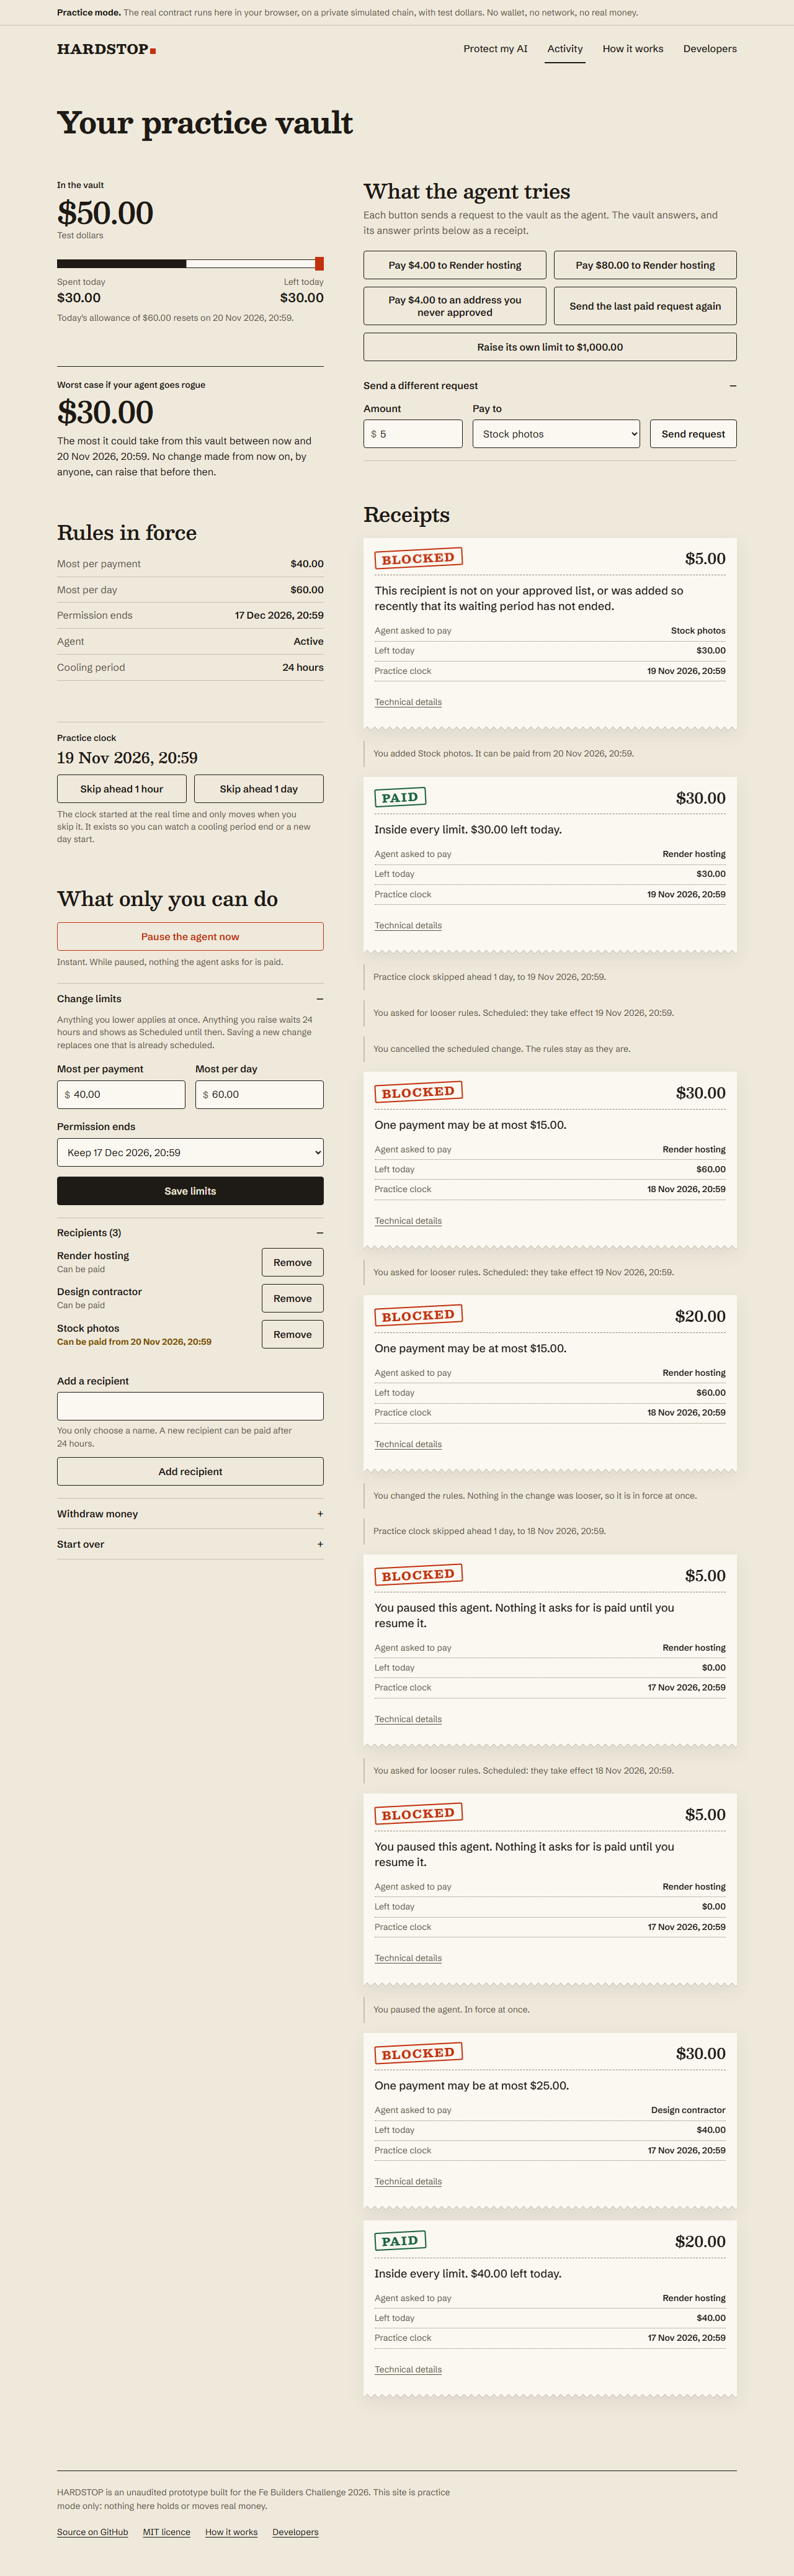 Practice mode. The real contract runs here in your browser, on a private simulated chain, with test dollars. No wallet, no network, no real money.
HARDSTOP
Protect my AI
Activity
How it works
Developers
Your practice vault
In the vault
$50.00
Test dollars
Spent today
Left today
$30.00
$30.00
Today's allowance of $60.00 resets on 20 Nov 2026, 20:59.
Worst case if your agent goes rogue
$30.00
The most it could take from this vault between now and
20 Nov 2026, 20:59. No change made from now on, by
anyone, can raise that before then.
Rules in force
Most per payment
$40.00
Most per day
$60.00
Permission ends
17 Dec 2026, 20:59
Agent
Active
Cooling period
24 hours
Practice clock
19 Nov 2026, 20:59
Skip ahead 1 hour
Skip ahead 1 day
The clock started at the real time and only moves when you
skip it. It exists so you can watch a cooling period end or a new
day start.
What only you can do
Pause the agent now
Instant. While paused, nothing the agent asks for is paid.
Change limits
−
Anything you lower applies at once. Anything you raise waits 24
hours and shows as Scheduled until then. Saving a new change
replaces one that is already scheduled.
Most per payment
Most per day
$ 40.00
$ 60.00
Permission ends
Keep 17 Dec 2026, 20:59
Save limits
Recipients (3)
−
Render hosting
Can be paid
Remove
Design contractor
Can be paid
Remove
Stock photos
Can be paid from 20 Nov 2026, 20:59
Remove
Add a recipient
You only choose a name. A new recipient can be paid after
24 hours.
Add recipient
Withdraw money
+
Start over
+
What the agent tries
Each button sends a request to the vault as the agent. The vault answers, and
its answer prints below as a receipt.
Pay $4.00 to Render hosting
Pay $80.00 to Render hosting
Pay $4.00 to an address you
never approved
Send the last paid request again
Raise its own limit to $1,000.00
Send a different request
−
Amount
Pay to
$ 5
Stock photos
Send request
Receipts
BLOCKED
$5.00
This recipient is not on your approved list, or was added so
recently that its waiting period has not ended.
Agent asked to pay
Stock photos
Left today
$30.00
Practice clock
19 Nov 2026, 20:59
Technical details
You added Stock photos. It can be paid from 20 Nov 2026, 20:59.
PAID
$30.00
Inside every limit. $30.00 left today.
Agent asked to pay
Render hosting
Left today
$30.00
Practice clock
19 Nov 2026, 20:59
Technical details
Practice clock skipped ahead 1 day, to 19 Nov 2026, 20:59.
You asked for looser rules. Scheduled: they take effect 19 Nov 2026, 20:59.
You cancelled the scheduled change. The rules stay as they are.
BLOCKED
$30.00
One payment may be at most $15.00.
Agent asked to pay
Render hosting
Left today
$60.00
Practice clock
18 Nov 2026, 20:59
Technical details
You asked for looser rules. Scheduled: they take effect 19 Nov 2026, 20:59.
BLOCKED
$20.00
One payment may be at most $15.00.
Agent asked to pay
Render hosting
Left today
$60.00
Practice clock
18 Nov 2026, 20:59
Technical details
You changed the rules. Nothing in the change was looser, so it is in force at once.
Practice clock skipped ahead 1 day, to 18 Nov 2026, 20:59.
BLOCKED
$5.00
You paused this agent. Nothing it asks for is paid until you
resume it.
Agent asked to pay
Render hosting
Left today
$0.00
Practice clock
17 Nov 2026, 20:59
Technical details
You asked for looser rules. Scheduled: they take effect 18 Nov 2026, 20:59.
BLOCKED
$5.00
You paused this agent. Nothing it asks for is paid until you
resume it.
Agent asked to pay
Render hosting
Left today
$0.00
Practice clock
17 Nov 2026, 20:59
Technical details
You paused the agent. In force at once.
BLOCKED
$30.00
One payment may be at most $25.00.
Agent asked to pay
Design contractor
Left today
$40.00
Practice clock
17 Nov 2026, 20:59
Technical details
PAID
$20.00
Inside every limit. $40.00 left today.
Agent asked to pay
Render hosting
Left today
$40.00
Practice clock
17 Nov 2026, 20:59
Technical details
HARDSTOP is an unaudited prototype built for the Fe Builders Challenge 2026. This site is practice
mode only: nothing here holds or moves real money.
Source on GitHub
MIT licence
How it works
Developers